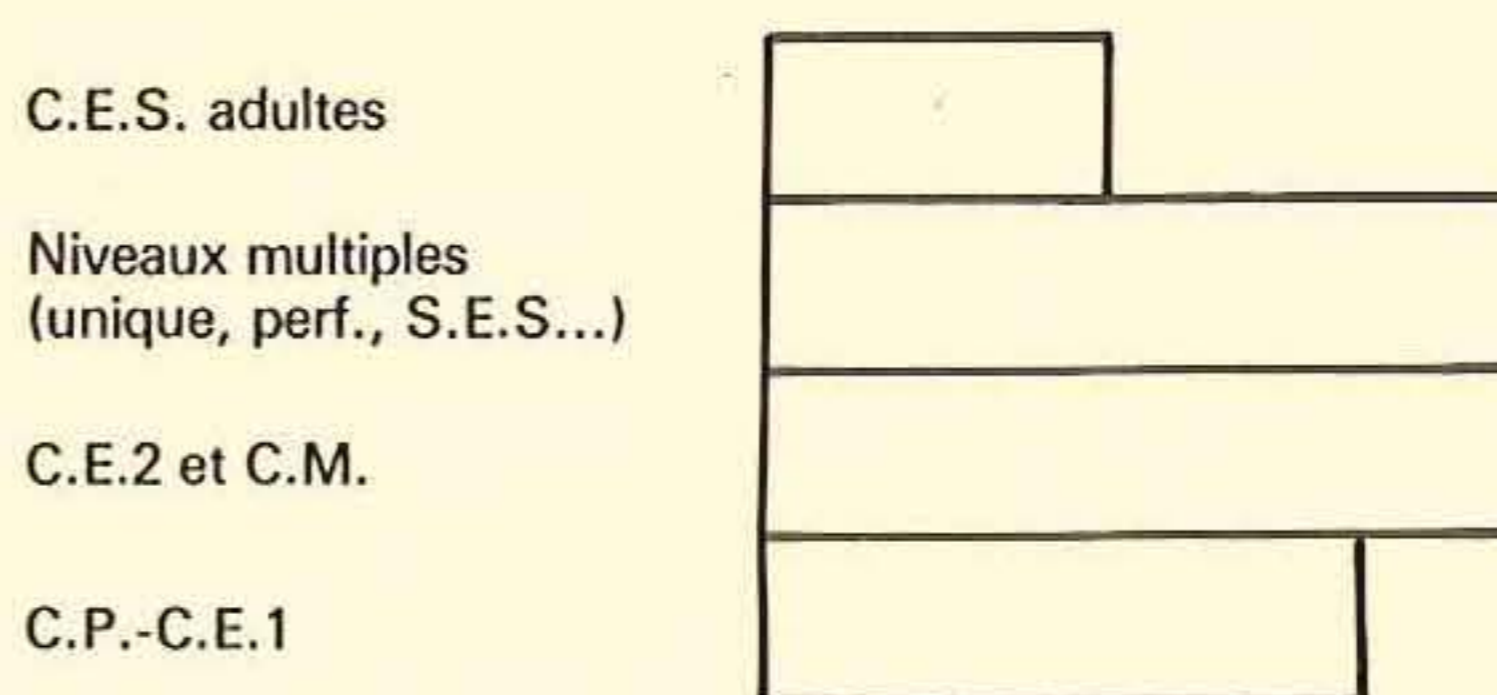 C.E.S. adultes
Niveaux multiples
(unique, perf., S.E.S...)
C.E.2 et C.M.
C.P.-C.E.1